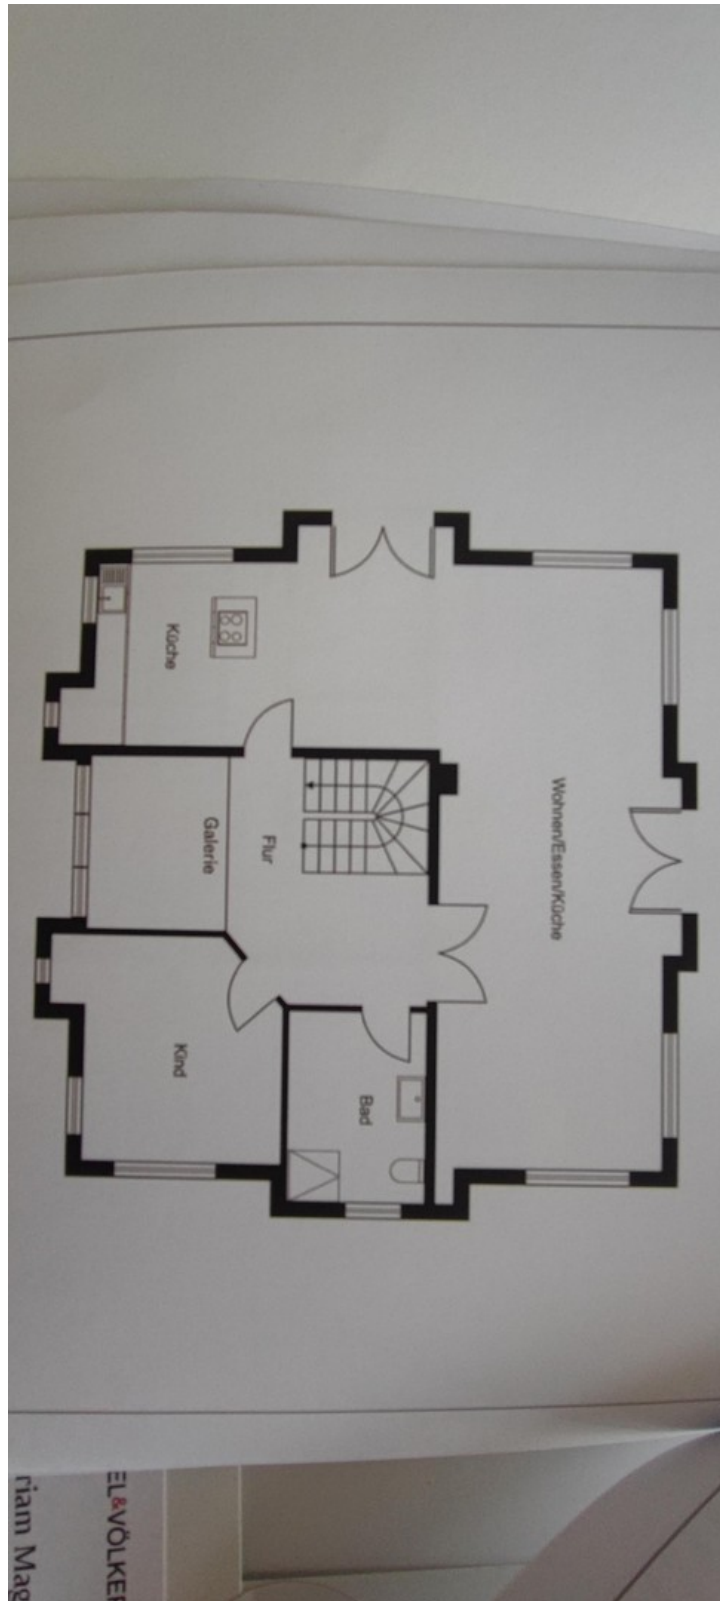 Wohnen/Essen/Küche
Küche
Flur
Galerie
Bad
Kind
EL&VÖLKER
riam Mag